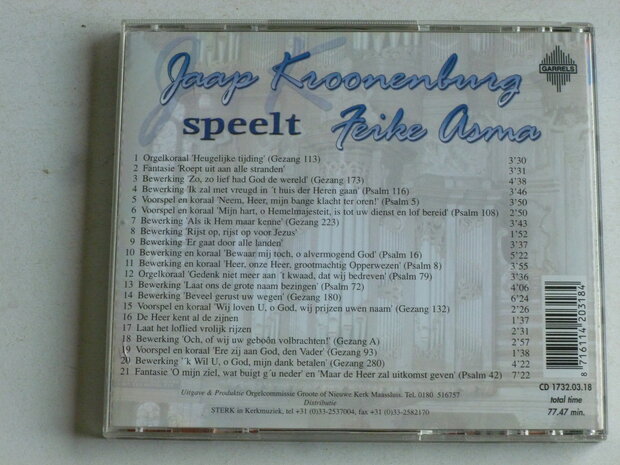 Jaap Kroonenburg
speelt Feike Asma
GARRELS
1 Orgelkoraal 'Heugelijke tijding' (Gezang 113) 3'30
2 Fantasie 'Roept uit aan alle stranden' 3'31
3 Bewerking 'Zo, zo lief had God de wereld' (Gezang 173) 4'38
4 Bewerking 'Ik zal met vreugd in 't huis der Heren gaan' (Psalm 116) 3'46
5 Voorspel en koraal 'Neem, Heer, mijn bange klacht ter oren!' (Psalm 5) 3'50
6 Voorspel en koraal 'Mijn hart, o Hemelmajesteit, is tot uw dienst en lof bereid' (Psalm 108) 2'50
7 Bewerking 'Als ik Hem maar kenne' (Gezang 223) 3'43
8 Bewerking 'Rijst op, rijst op voor Jezus' 1'52
9 Bewerking 'Er gaat door alle landen' 3'37
10 Bewerking en koraal 'Bewaar mij toch, o alvermogend God' (Psalm 16) 5'22
11 Bewerking en koraal 'Heer, onze Heer, grootmachtig Opperwezen' (Psalm 8) 3'55
12 Orgelkoraal 'Gedenk niet meer aan 't kwaad, dat wij bedreven' (Psalm 79) 3'36
13 Bewerking 'Laat ons de grote naam bezingen' (Psalm 72) 4'06
14 Bewerking 'Beveel gerust uw wegen' (Gezang 180) 6'24
15 Voorspel en koraal 'Wij loven U, o God, wij prijzen uwen naam' (Gezang 132) 2'26
16 De Heer kent al de zijnen 1'37
17 Laat het loflied vrolijk rijzen 2'31
18 Bewerking 'Och, of wij uw geboôn volbrachten!' (Gezang A) 2'57
19 Voorspel en koraal 'Ere zij aan God, den Vader' (Gezang 93) 1'38
20 Bewerking ''k Wil U, o God, mijn dank betalen' (Gezang 280) 4'22
21 Fantasie 'O mijn ziel, wat buigt g'u neder' en 'Maar de Heer zal uitkomst geven' (Psalm 42) 7'22
Uitgave & Produktie Orgelcommissie Groote of Nieuwe Kerk Maassluis. Tel. 0180 516757
Distributie
STERK in Kerkmuziek, tel +31 (0)33-2537004, fax +31 (0)33-2582170
8 716114 203184
CD 1732.03.18
total time
77.47 min.